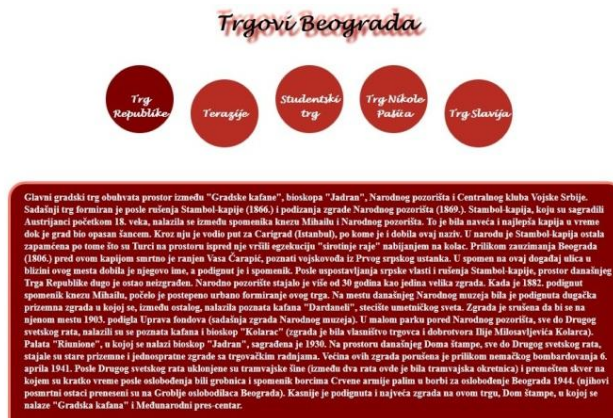 Trgovi Beograda
Trg
Republike
Terazije
Studentski
trg
Trg Nikole
Pašića
Trg Slavija
Glavni gradski trg obuhvata prostor između "Gradske kafane", bioskopa "Jadran", Narodnog pozorišta i Centralnog kluba Vojske Srbije.
Sadašnji trg formiran je posle rušenja Stambol-kapije (1866.) i podizanja zgrade Narodnog pozorišta (1869.). Stambol-kapija, koju su sagradili
Austrijanci početkom 18. veka, nalazila se između spomenika knezu Mihailu i Narodnog pozorišta. To je bila naveća i najlepša kapija u vreme
dok je grad bio opasan šancem. Kroz nju je vodio put za Carigrad (Istanbul), po kome je i dobila ovaj naziv. U narodu je Stambol-kapija ostala
zapamćena po tome što su Turci na prostoru ispred nje vršili egzekuciju "sirotinje raje" nabijanjem na kolac. Prilikom zauzimanja Beograda
(1806.) pred ovom kapijom smrtno je ranjen Vasa Čarapić, poznati vojskovođa iz Prvog srpskog ustanka. U spomen na ovaj događaj ulica u
blizini ovog mesta dobila je njegovo ime, a podignut je i spomenik. Posle uspostavljanja srpske vlasti i rušenja Stambol-kapije, prostor današnjeg
Trga Republike dugo je ostao neizgrađen. Narodno pozorište stajalo je više od 30 godina kao jedina velika zgrada. Kada je 1882. podignut
spomenik knezu Mihailu, počelo je postepeno urbano formiranje ovog trga. Na mestu današnjeg Narodnog muzeja bila je podignuta dugačka
prizemna zgrada u kojoj se, između ostalog, nalazila poznata kafana "Dardaneli", stecište umetničkog sveta. Zgrada je srušena da bi se na
njenom mestu 1903. podigla Uprava fondova (sadašnja zgrada Narodnog muzeja). U malom parku pored Narodnog pozorišta, sve do Drugog
svetskog rata, nalazili su se poznata kafana i bioskop "Kolarac" (zgrada je bila vlasništvo trgovca i dobrotvora Ilije Milosavljevića Kolarca).
Palata "Riunione", u kojoj se nalazi bioskop "Jadran", sagrađena je 1930. Na prostoru današnjeg Doma štampe, sve do Drugog svetskog rata,
stajale su stare prizemne i jednospratne zgrade sa trgovačkim radnjama. Većina ovih zgrada porušena je prilikom nemačkog bombardovanja 6.
aprila 1941. Posle Drugog svetskog rata uklonjene su tramvajske šine (između dva rata ovde je bila tramvajska okretnica) i premešten skver na
kojem su kratko vreme posle oslobođenja bili grobnica i spomenik borcima Crvene armije palim u borbi za oslobođenje Beograda 1944. (njihovi
posmrtni ostaci preneseni su na Groblje oslobodilaca Beograda). Kasnije je podignuta i najveća zgrada na ovom trgu, Dom štampe, u kojoj se
nalaze "Gradska kafana" i Međunarodni pres-centar.